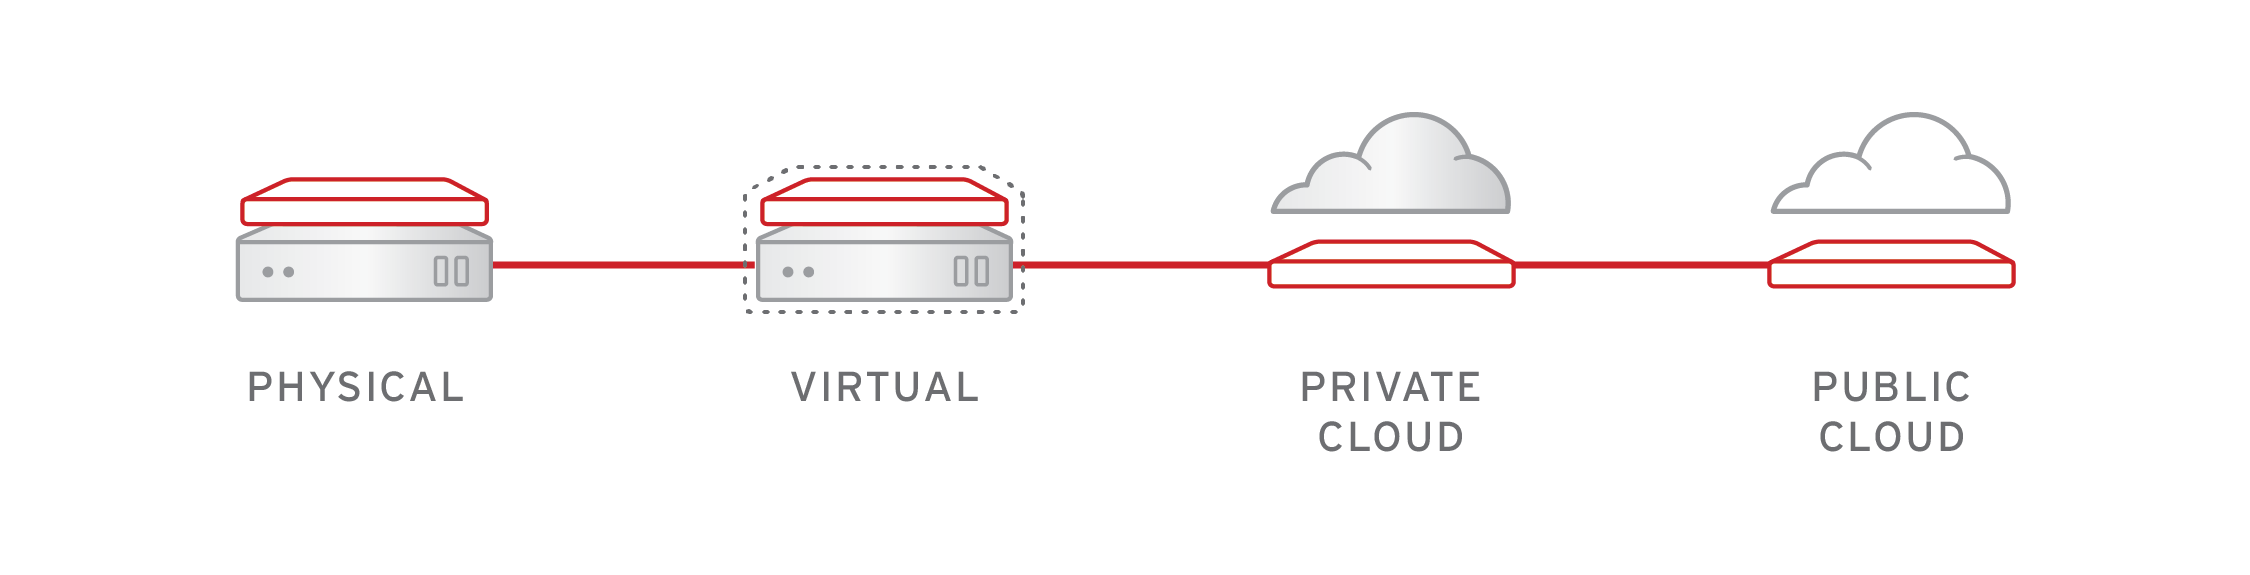 PHYSICAL
VIRTUAL
PRIVATE
CLOUD
PUBLIC
CLOUD